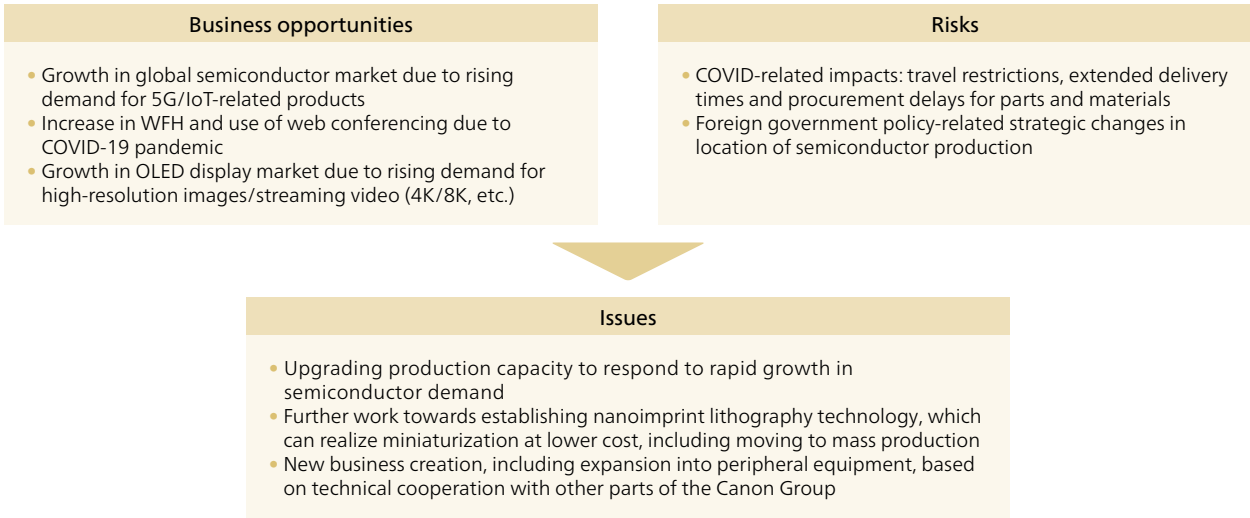 Business opportunities
• Growth in global semiconductor market due to rising
demand for 5G/IoT-related products
• Increase in WFH and use of web conferencing due to
COVID-19 pandemic
• Growth in OLED display market due to rising demand for
high-resolution images/streaming video (4K/8K, etc.)
Risks
• COVID-related impacts: travel restrictions, extended delivery
times and procurement delays for parts and materials
• Foreign government policy-related strategic changes in
location of semiconductor production
Issues
• Upgrading production capacity to respond to rapid growth in
semiconductor demand
• Further work towards establishing nanoimprint lithography technology, which
can realize miniaturization at lower cost, including moving to mass production
• New business creation, including expansion into peripheral equipment, based
on technical cooperation with other parts of the Canon Group